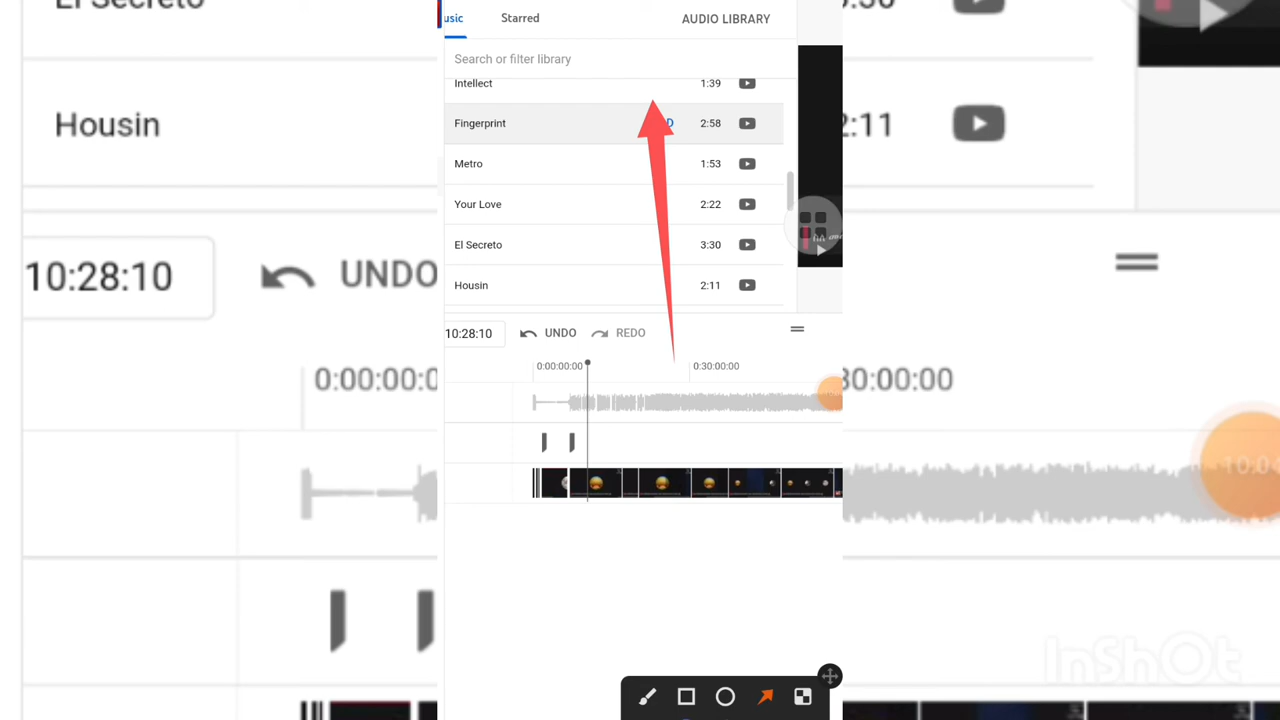 El Secreto
Housin
2:11
10:28:10
UNDO
usic
Starred
AUDIO LIBRARY
Search or filter library
Intellect 1:39
Fingerprint D 2:58
Metro 1:53
Your Love 2:22
El Secreto 3:30
Housin 2:11
10:28:10 UNDO REDO
0:00:00:00 0:30:00:00
0:00:00:0
30:00:00
10:0
InShOt